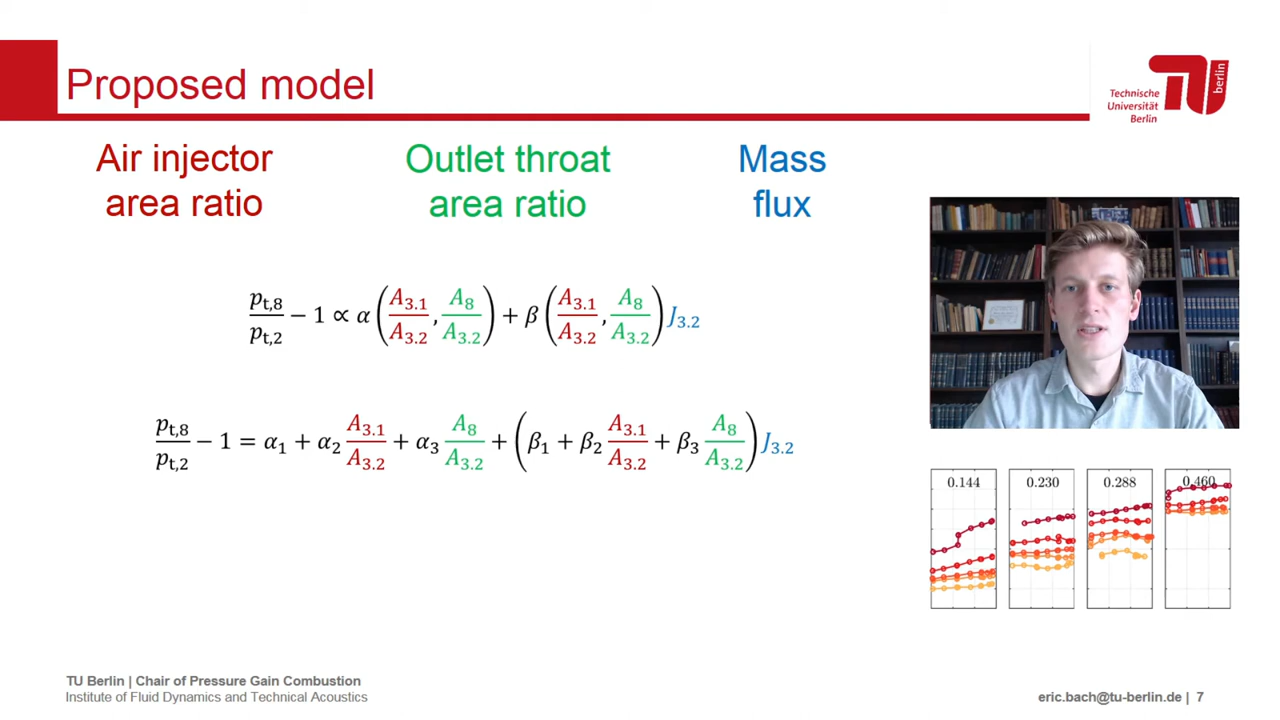 Proposed model
Technische
Universität
Berlin
berlin
Air injector
area ratio
Outlet throat
area ratio
Mass
flux
p_t,8 / p_t,2 − 1 ∝ α (A_3.1 / A_3.2 , A_8 / A_3.2) + β (A_3.1 / A_3.2 , A_8 / A_3.2) J_3.2
p_t,8 / p_t,2 − 1 = α_1 + α_2 A_3.1 / A_3.2 + α_3 A_8 / A_3.2 + (β_1 + β_2 A_3.1 / A_3.2 + β_3 A_8 / A_3.2) J_3.2
0.144 0.230 0.288 0.460
TU Berlin | Chair of Pressure Gain Combustion
Institute of Fluid Dynamics and Technical Acoustics
eric.bach@tu-berlin.de | 7